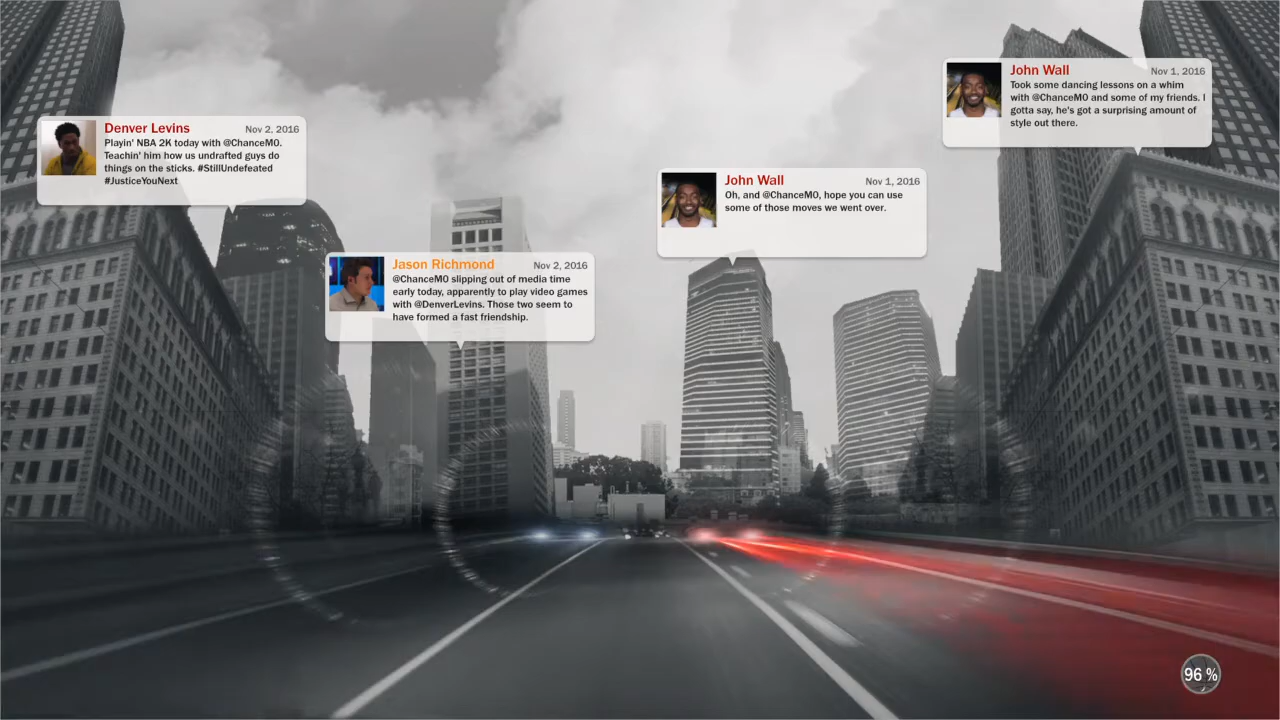 Denver Levins Nov 2, 2016
Playin' NBA 2K today with @ChanceMO.
Teachin' him how us undrafted guys do
things on the sticks. #StillUndefeated
#JusticeYouNext
Jason Richmond Nov 2, 2016
@ChanceMO slipping out of media time
early today, apparently to play video games
with @DenverLevins. Those two seem to
have formed a fast friendship.
John Wall Nov 1, 2016
Oh, and @ChanceMO, hope you can use
some of those moves we went over.
John Wall Nov 1, 2016
Took some dancing lessons on a whim
with @ChanceMO and some of my friends. I
gotta say, he's got a surprising amount of
style out there.
96 %